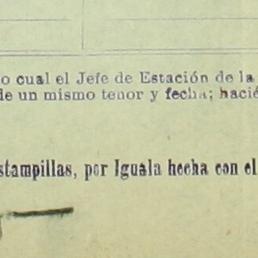 o cual el Jefe de Estación de la
de un mismo tenor y fecha; hacié
stampillas, por Iguala hecha con el